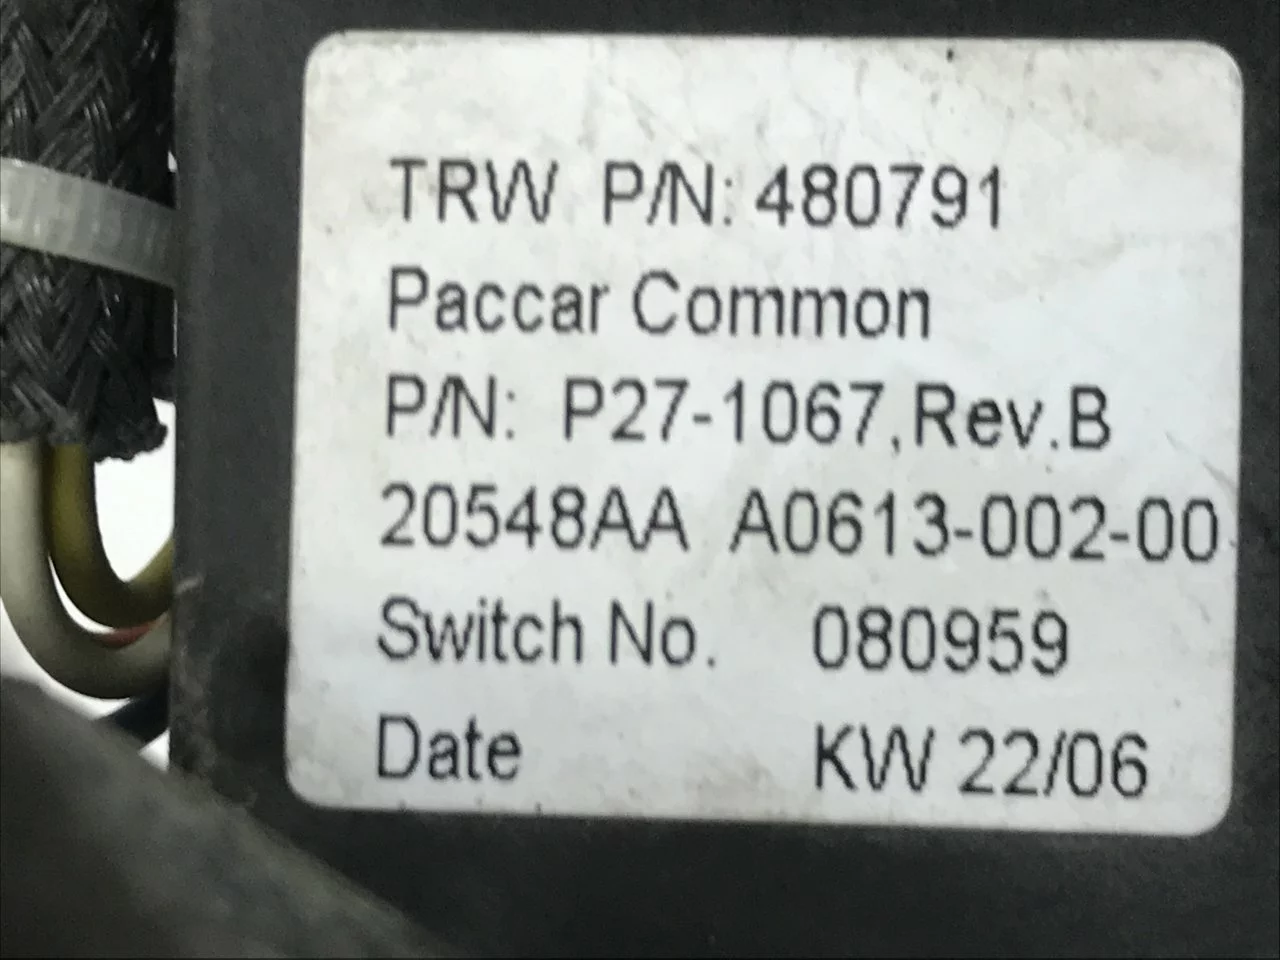 TRW P/N: 480791
Paccar Common
P/N: P27-1067,Rev.B
20548AA A0613-002-00
Switch No. 080959
Date KW 22/06